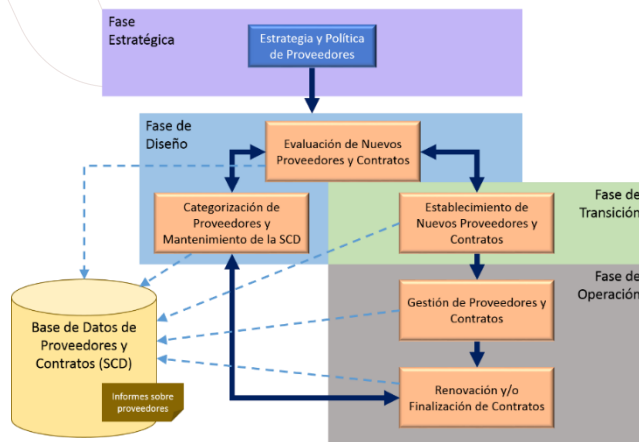 Fase
Estratégica
Estrategia y Política
de Proveedores
Fase de
Diseño
Evaluación de Nuevos
Proveedores y Contratos
Categorización de
Proveedores y
Mantenimiento de la SCD
Establecimiento de
Nuevos Proveedores y
Contratos
Fase de
Transición
Fase de
Operación
Gestión de Proveedores y
Contratos
Base de Datos de
Proveedores y
Contratos (SCD)
Informes sobre
proveedores
Renovación y/o
Finalización de Contratos